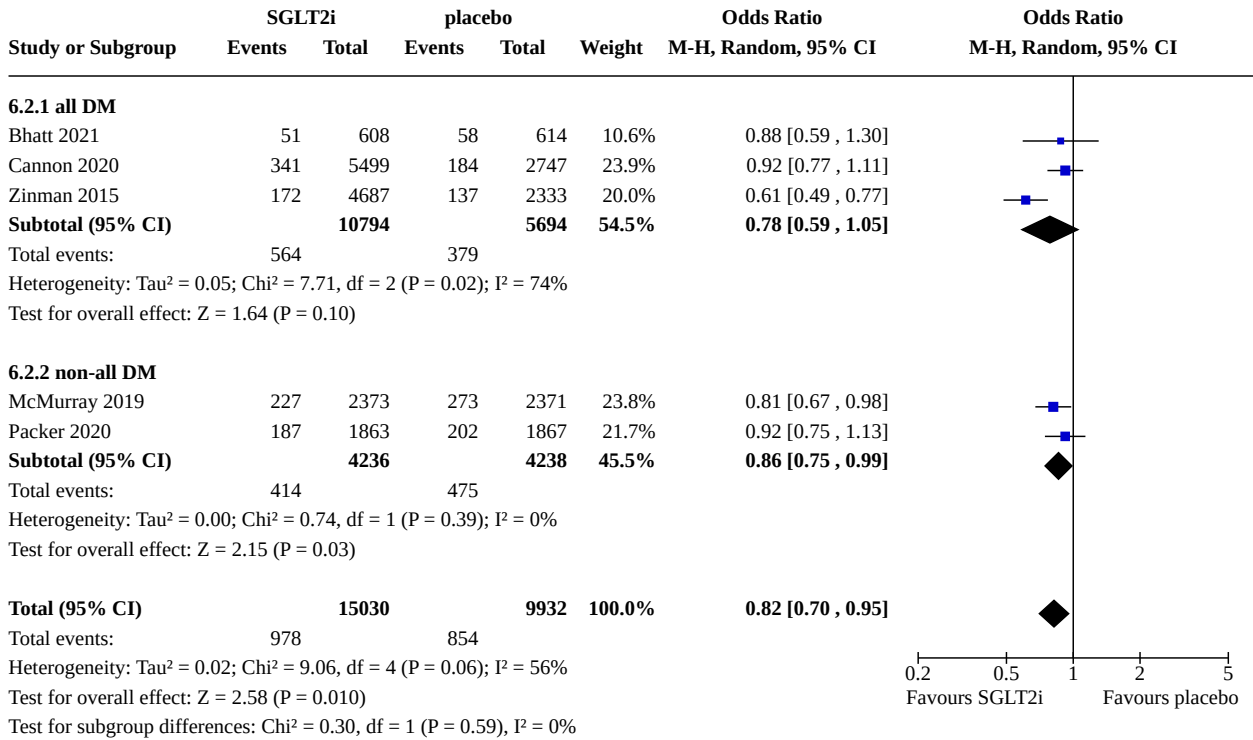 SGLT2i placebo Odds Ratio Odds Ratio
Study or Subgroup Events Total Events Total Weight M-H, Random, 95% CI M-H, Random, 95% CI
6.2.1 all DM
Bhatt 2021 51 608 58 614 10.6% 0.88 [0.59 , 1.30]
Cannon 2020 341 5499 184 2747 23.9% 0.92 [0.77 , 1.11]
Zinman 2015 172 4687 137 2333 20.0% 0.61 [0.49 , 0.77]
Subtotal (95% CI) 10794 5694 54.5% 0.78 [0.59 , 1.05]
Total events: 564 379
Heterogeneity: Tau² = 0.05; Chi² = 7.71, df = 2 (P = 0.02); I² = 74%
Test for overall effect: Z = 1.64 (P = 0.10)
6.2.2 non-all DM
McMurray 2019 227 2373 273 2371 23.8% 0.81 [0.67 , 0.98]
Packer 2020 187 1863 202 1867 21.7% 0.92 [0.75 , 1.13]
Subtotal (95% CI) 4236 4238 45.5% 0.86 [0.75 , 0.99]
Total events: 414 475
Heterogeneity: Tau² = 0.00; Chi² = 0.74, df = 1 (P = 0.39); I² = 0%
Test for overall effect: Z = 2.15 (P = 0.03)
Total (95% CI) 15030 9932 100.0% 0.82 [0.70 , 0.95]
Total events: 978 854
Heterogeneity: Tau² = 0.02; Chi² = 9.06, df = 4 (P = 0.06); I² = 56%
0.2 0.5 1 2 5
Test for overall effect: Z = 2.58 (P = 0.010)
Favours SGLT2i Favours placebo
Test for subgroup differences: Chi² = 0.30, df = 1 (P = 0.59), I² = 0%